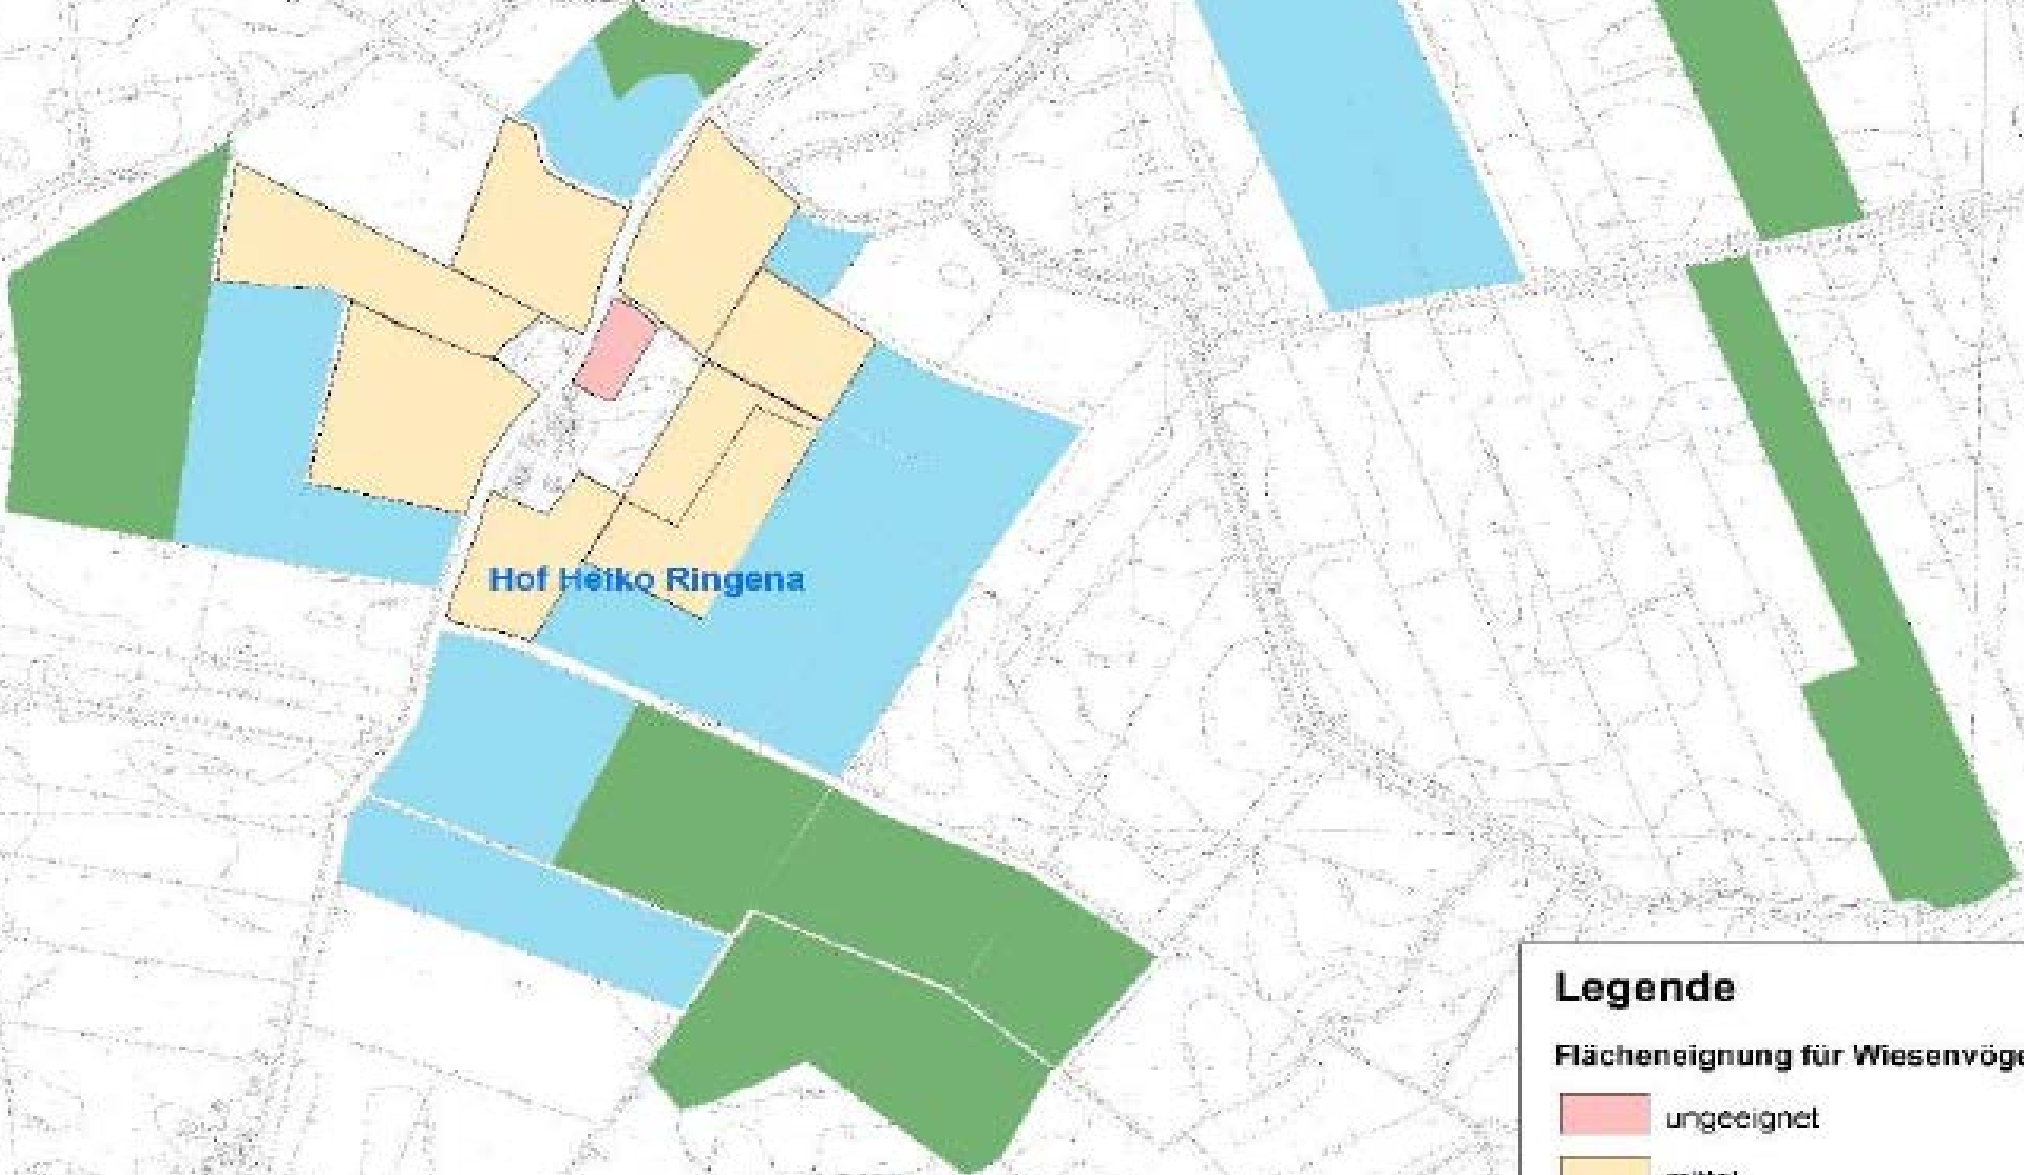 Hof Heiko Ringena
Legende
Flächeneignung für Wiesenvöge
ungeeignet